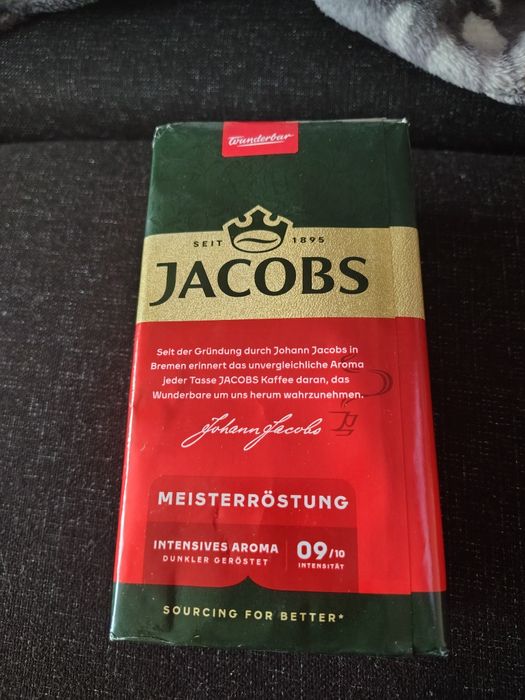 wunderbar
SEIT 1895
JACOBS
Seit der Gründung durch Johann Jacobs in
Bremen erinnert das unvergleichliche Aroma
jeder Tasse JACOBS Kaffee daran, das
Wunderbare um uns herum wahrzunehmen.
Johann Jacobs
MEISTERRÖSTUNG
INTENSIVES AROMA
DUNKLER GERÖSTET
09/10
INTENSITÄT
SOURCING FOR BETTER*